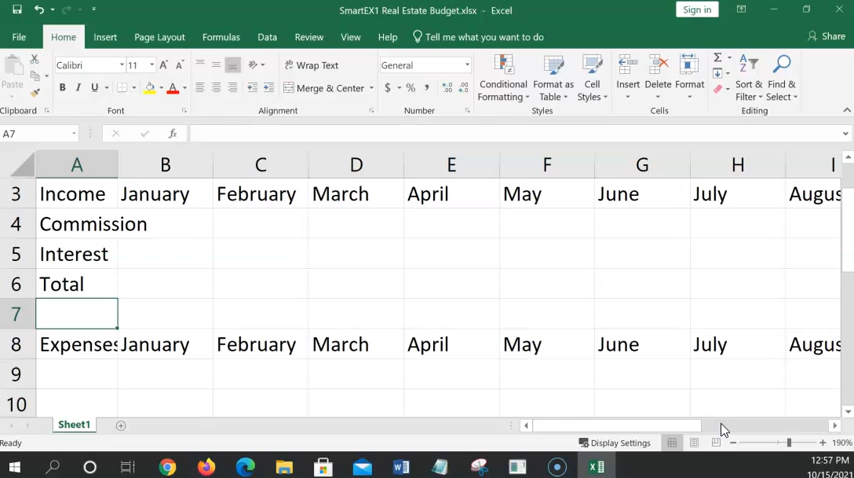 SmartEX1 Real Estate Budget.xlsx - Excel
Sign in
File Home Insert Page Layout Formulas Data Review View Help Tell me what you want to do Share
Paste
Calibri 11
Wrap Text
General
Merge & Center
Conditional Formatting
Format as Table
Cell Styles
Insert Delete Format
Sort & Filter
Find & Select
Clipboard Font Alignment Number Styles Cells Editing
A7 fx
A B C D E F G H I
3 Income January February March April May June July Augus
4 Commission
5 Interest
6 Total
7
8 Expenses January February March April May June July Augus
9
10
Sheet1
Ready Display Settings 190%
12:57 PM
10/15/2021